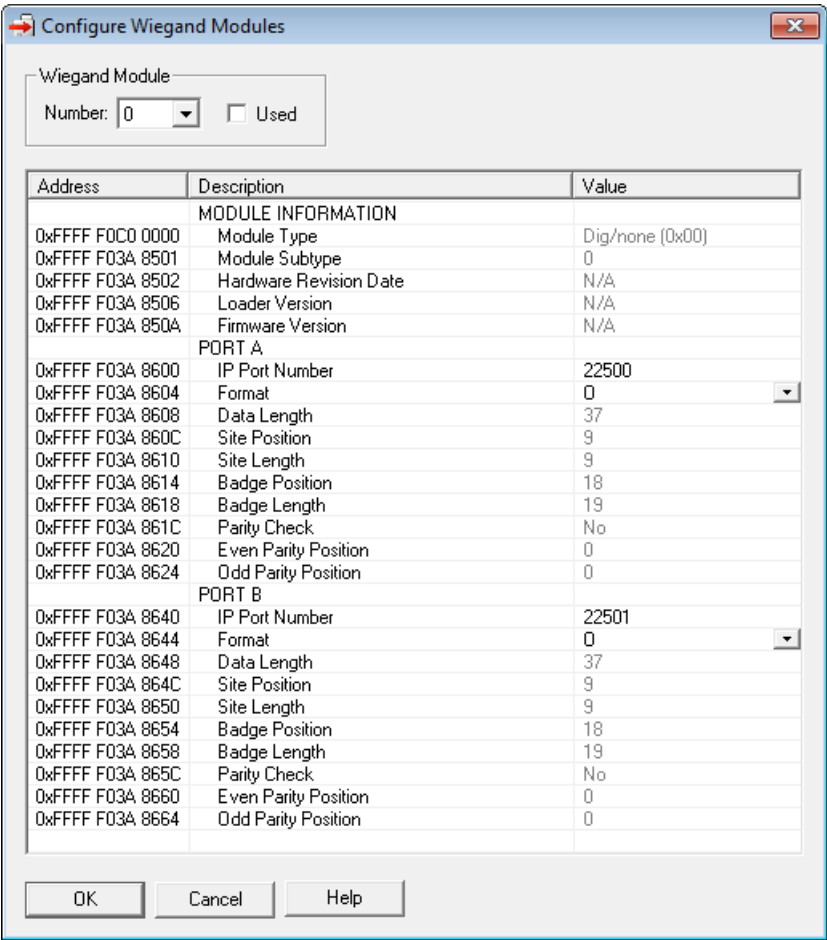 Configure Wiegand Modules
Wiegand Module
Number: 0 Used
Address Description Value
MODULE INFORMATION
0xFFFF F0C0 0000 Module Type Dig/none (0x00)
0xFFFF F03A 8501 Module Subtype 0
0xFFFF F03A 8502 Hardware Revision Date N/A
0xFFFF F03A 8506 Loader Version N/A
0xFFFF F03A 850A Firmware Version N/A
PORT A
0xFFFF F03A 8600 IP Port Number 22500
0xFFFF F03A 8604 Format O
0xFFFF F03A 8608 Data Length 37
0xFFFF F03A 860C Site Position 9
0xFFFF F03A 8610 Site Length 9
0xFFFF F03A 8614 Badge Position 18
0xFFFF F03A 8618 Badge Length 19
0xFFFF F03A 861C Parity Check No
0xFFFF F03A 8620 Even Parity Position 0
0xFFFF F03A 8624 Odd Parity Position 0
PORT B
0xFFFF F03A 8640 IP Port Number 22501
0xFFFF F03A 8644 Format O
0xFFFF F03A 8648 Data Length 37
0xFFFF F03A 864C Site Position 9
0xFFFF F03A 8650 Site Length 9
0xFFFF F03A 8654 Badge Position 18
0xFFFF F03A 8658 Badge Length 19
0xFFFF F03A 865C Parity Check No
0xFFFF F03A 8660 Even Parity Position 0
0xFFFF F03A 8664 Odd Parity Position 0
OK Cancel Help